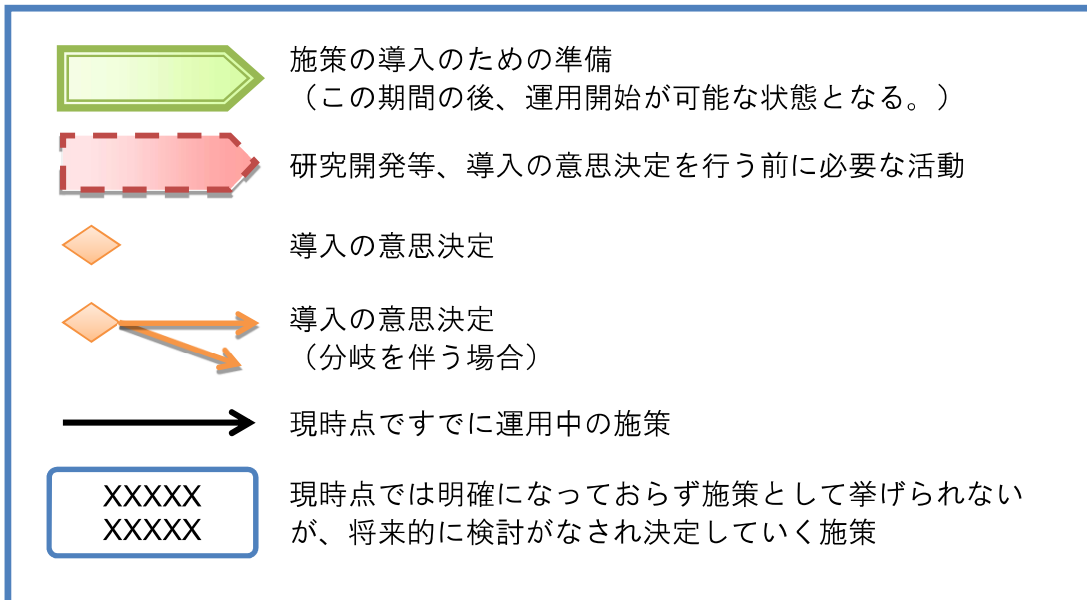 施策の導入のための準備
（この期間の後、運用開始が可能な状態となる。）
研究開発等、導入の意思決定を行う前に必要な活動
導入の意思決定
導入の意思決定
（分岐を伴う場合）
現時点ですでに運用中の施策
XXXXX
XXXXX
現時点では明確になっておらず施策として挙げられない
が、将来的に検討がなされ決定していく施策